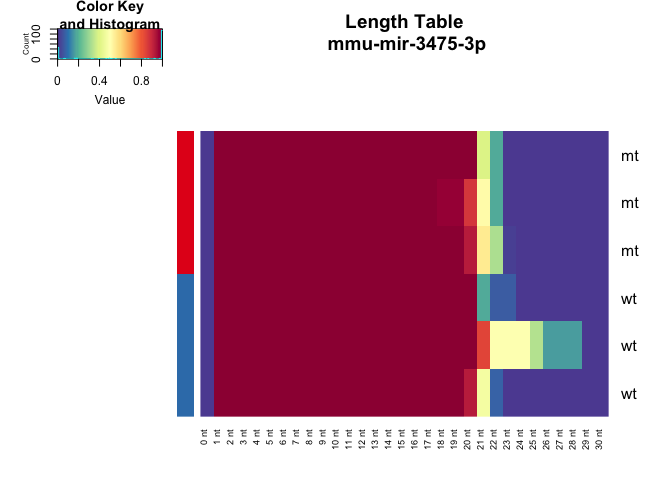 Color Key
and Histogram
Count
0 100
0 0.4 0.8
Value
Length Table
mmu-mir-3475-3p
mt
mt
mt
wt
wt
wt
0 nt 1 nt 2 nt 3 nt 4 nt 5 nt 6 nt 7 nt 8 nt 9 nt 10 nt 11 nt 12 nt 13 nt 14 nt 15 nt 16 nt 17 nt 18 nt 19 nt 20 nt 21 nt 22 nt 23 nt 24 nt 25 nt 26 nt 27 nt 28 nt 29 nt 30 nt